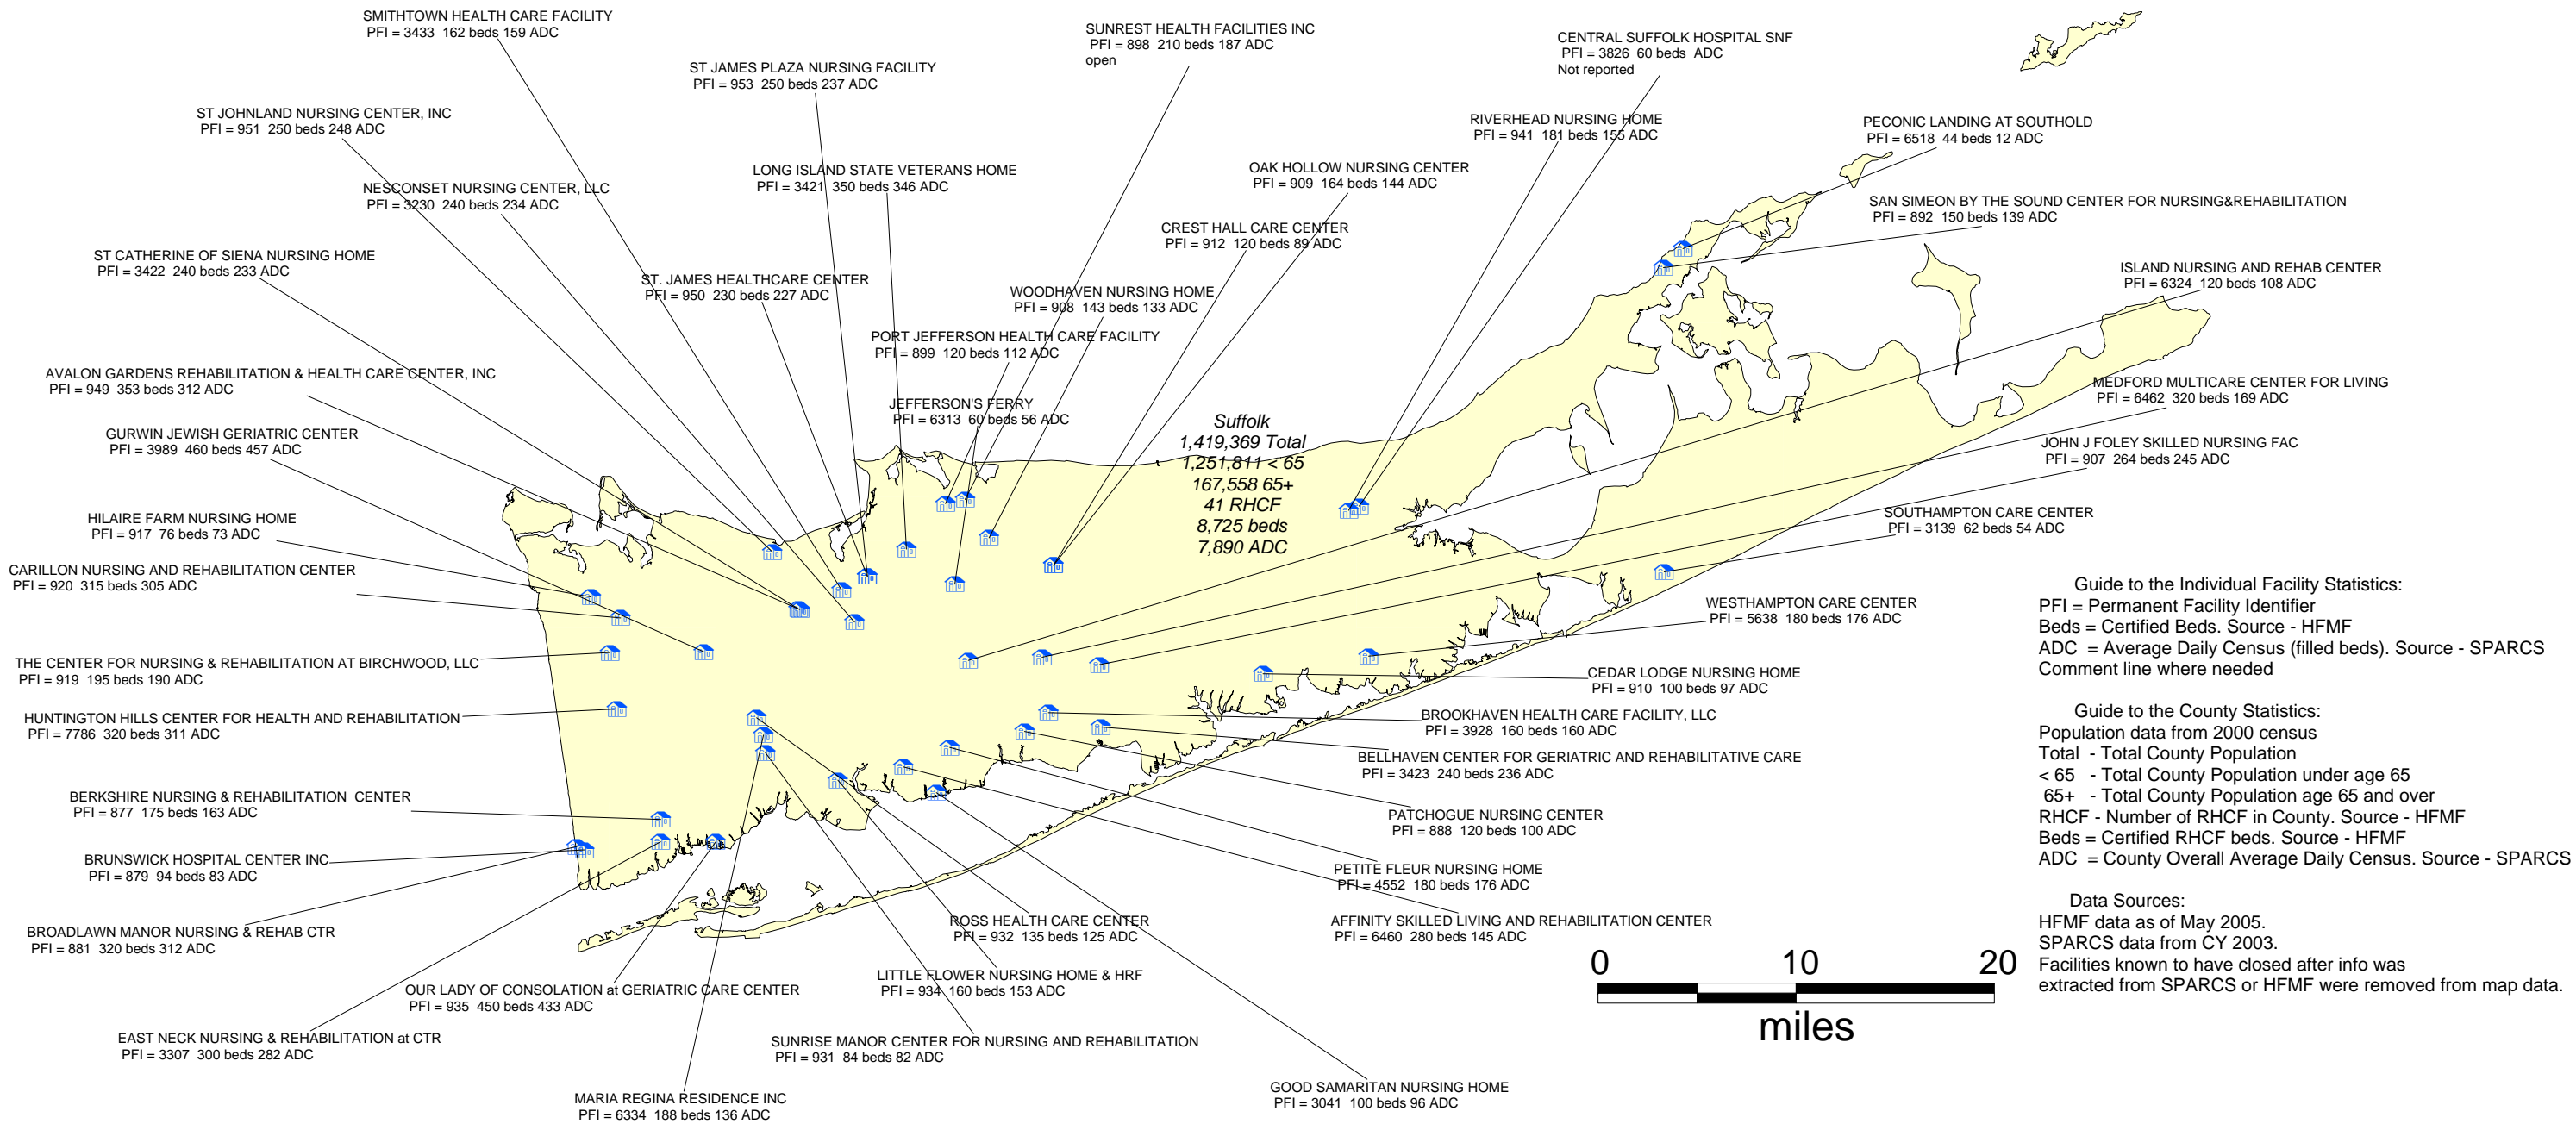 SMITHTOWN HEALTH CARE FACILITY
PFI = 3433 162 beds 159 ADC
SUNREST HEALTH FACILITIES INC
PFI = 898 210 beds 187 ADC
open
CENTRAL SUFFOLK HOSPITAL SNF
PFI = 3826 60 beds ADC
Not reported
ST JAMES PLAZA NURSING FACILITY
PFI = 953 250 beds 237 ADC
ST JOHNLAND NURSING CENTER, INC
PFI = 951 250 beds 248 ADC
RIVERHEAD NURSING HOME
PFI = 941 181 beds 155 ADC
PECONIC LANDING AT SOUTHOLD
PFI = 6518 44 beds 12 ADC
LONG ISLAND STATE VETERANS HOME
PFI = 3421 350 beds 346 ADC
OAK HOLLOW NURSING CENTER
PFI = 909 164 beds 144 ADC
NESCONSET NURSING CENTER, LLC
PFI = 3230 240 beds 234 ADC
SAN SIMEON BY THE SOUND CENTER FOR NURSING&REHABILITATION
PFI = 892 150 beds 139 ADC
CREST HALL CARE CENTER
PFI = 912 120 beds 89 ADC
ST CATHERINE OF SIENA NURSING HOME
PFI = 3422 240 beds 233 ADC
ST. JAMES HEALTHCARE CENTER
PFI = 950 230 beds 227 ADC
ISLAND NURSING AND REHAB CENTER
PFI = 6324 120 beds 108 ADC
WOODHAVEN NURSING HOME
PFI = 908 143 beds 133 ADC
PORT JEFFERSON HEALTH CARE FACILITY
PFI = 899 120 beds 112 ADC
AVALON GARDENS REHABILITATION & HEALTH CARE CENTER, INC
PFI = 949 353 beds 312 ADC
MEDFORD MULTICARE CENTER FOR LIVING
PFI = 6462 320 beds 169 ADC
JEFFERSON'S FERRY
PFI = 6313 60 beds 56 ADC
Suffolk
1,419,369 Total
1,251,811 < 65
167,558 65+
41 RHCF
8,725 beds
7,890 ADC
GURWIN JEWISH GERIATRIC CENTER
PFI = 3989 460 beds 457 ADC
JOHN J FOLEY SKILLED NURSING FAC
PFI = 907 264 beds 245 ADC
HILAIRE FARM NURSING HOME
PFI = 917 76 beds 73 ADC
SOUTHAMPTON CARE CENTER
PFI = 3139 62 beds 54 ADC
CARILLON NURSING AND REHABILITATION CENTER
PFI = 920 315 beds 305 ADC
WESTHAMPTON CARE CENTER
PFI = 5638 180 beds 176 ADC
THE CENTER FOR NURSING & REHABILITATION AT BIRCHWOOD, LLC
PFI = 919 195 beds 190 ADC
CEDAR LODGE NURSING HOME
PFI = 910 100 beds 97 ADC
HUNTINGTON HILLS CENTER FOR HEALTH AND REHABILITATION
PFI = 7786 320 beds 311 ADC
BROOKHAVEN HEALTH CARE FACILITY, LLC
PFI = 3928 160 beds 160 ADC
BELLHAVEN CENTER FOR GERIATRIC AND REHABILITATIVE CARE
PFI = 3423 240 beds 236 ADC
BERKSHIRE NURSING & REHABILITATION CENTER
PFI = 877 175 beds 163 ADC
PATCHOGUE NURSING CENTER
PFI = 888 120 beds 100 ADC
BRUNSWICK HOSPITAL CENTER INC
PFI = 879 94 beds 83 ADC
PETITE FLEUR NURSING HOME
PFI = 4552 180 beds 176 ADC
BROADLAWN MANOR NURSING & REHAB CTR
PFI = 881 320 beds 312 ADC
ROSS HEALTH CARE CENTER
PFI = 932 135 beds 125 ADC
AFFINITY SKILLED LIVING AND REHABILITATION CENTER
PFI = 6460 280 beds 145 ADC
LITTLE FLOWER NURSING HOME & HRF
PFI = 934 160 beds 153 ADC
OUR LADY OF CONSOLATION at GERIATRIC CARE CENTER
PFI = 935 450 beds 433 ADC
EAST NECK NURSING & REHABILITATION at CTR
PFI = 3307 300 beds 282 ADC
SUNRISE MANOR CENTER FOR NURSING AND REHABILITATION
PFI = 931 84 beds 82 ADC
MARIA REGINA RESIDENCE INC
PFI = 6334 188 beds 136 ADC
GOOD SAMARITAN NURSING HOME
PFI = 3041 100 beds 96 ADC
0 10 20
miles
Guide to the Individual Facility Statistics:
PFI = Permanent Facility Identifier
Beds = Certified Beds. Source - HFMF
ADC = Average Daily Census (filled beds). Source - SPARCS
Comment line where needed
Guide to the County Statistics:
Population data from 2000 census
Total - Total County Population
< 65 - Total County Population under age 65
65+ - Total County Population age 65 and over
RHCF - Number of RHCF in County. Source - HFMF
Beds = Certified RHCF beds. Source - HFMF
ADC = County Overall Average Daily Census. Source - SPARCS
Data Sources:
HFMF data as of May 2005.
SPARCS data from CY 2003.
Facilities known to have closed after info was
extracted from SPARCS or HFMF were removed from map data.